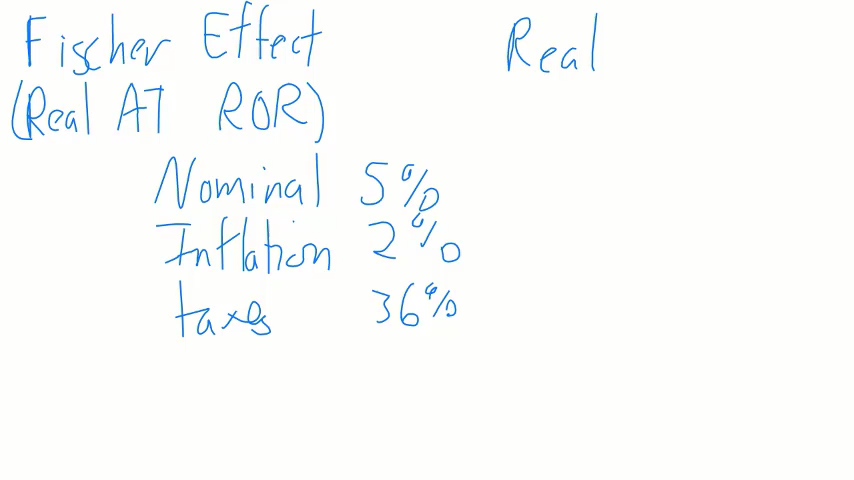 Fischer Effect
Real
(Real AT ROR)
Nominal 5%
Inflation 2%
taxes 36%